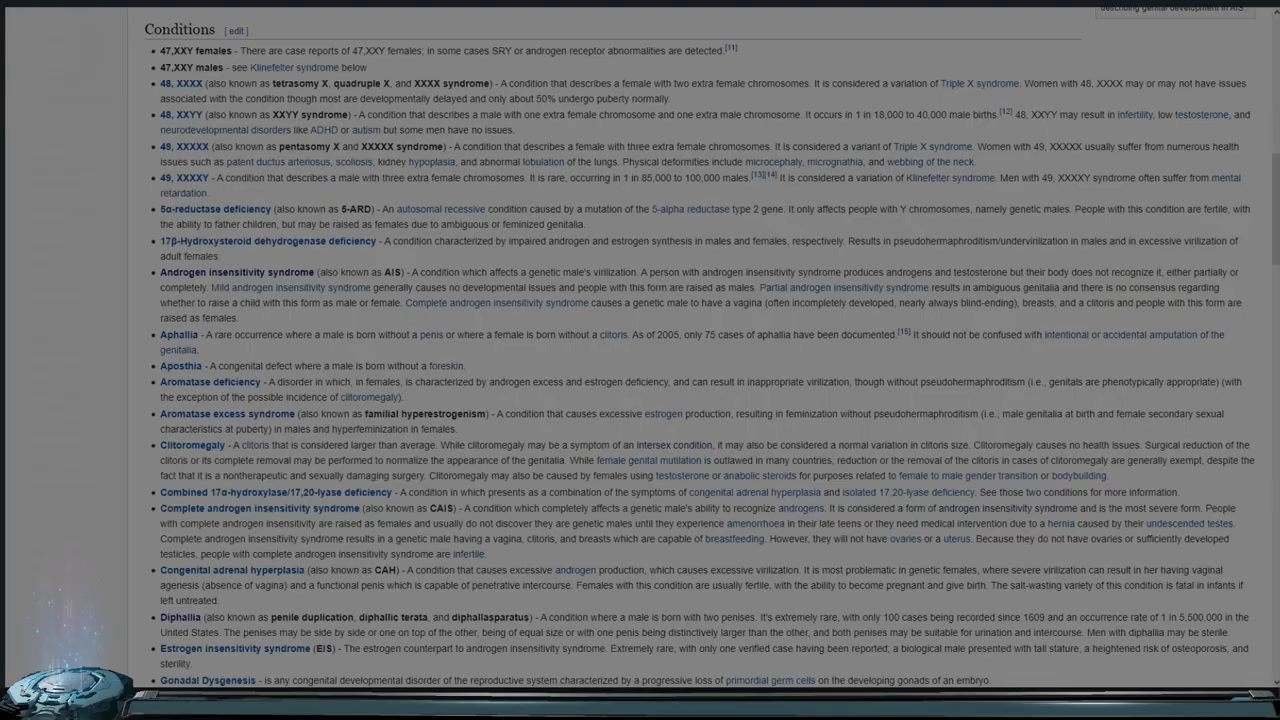 describing genital development in AIS.
Conditions [ edit ]
47,XXY females - There are case reports of 47,XXY females; in some cases SRY or androgen receptor abnormalities are detected.[11]
47,XXY males - see Klinefelter syndrome below
48, XXXX (also known as tetrasomy X, quadruple X, and XXXX syndrome) - A condition that describes a female with two extra female chromosomes. It is considered a variation of Triple X syndrome. Women with 48, XXXX may or may not have issues
associated with the condition though most are developmentally delayed and only about 50% undergo puberty normally.
48, XXYY (also known as XXYY syndrome) - A condition that describes a male with one extra female chromosome and one extra male chromosome. It occurs in 1 in 18,000 to 40,000 male births.[12] 48, XXYY may result in infertility, low testosterone, and
neurodevelopmental disorders like ADHD or autism but some men have no issues.
49, XXXXX (also known as pentasomy X and XXXXX syndrome) - A condition that describes a female with three extra female chromosomes. It is considered a variant of Triple X syndrome. Women with 49, XXXXX usually suffer from numerous health
issues such as patent ductus arteriosus, scoliosis, kidney hypoplasia, and abnormal lobulation of the lungs. Physical deformities include microcephaly, micrognathia, and webbing of the neck.
49, XXXXY - A condition that describes a male with three extra female chromosomes. It is rare, occurring in 1 in 85,000 to 100,000 males.[13][14] It is considered a variation of Klinefelter syndrome. Men with 49, XXXXY syndrome often suffer from mental
retardation.
5α-reductase deficiency (also known as 5-ARD) - An autosomal recessive condition caused by a mutation of the 5-alpha reductase type 2 gene. It only affects people with Y chromosomes, namely genetic males. People with this condition are fertile, with
the ability to father children, but may be raised as females due to ambiguous or feminized genitalia.
17β-Hydroxysteroid dehydrogenase deficiency - A condition characterized by impaired androgen and estrogen synthesis in males and females, respectively. Results in pseudohermaphroditism/undervirilization in males and in excessive virilization of
adult females.
Androgen insensitivity syndrome (also known as AIS) - A condition which affects a genetic male's virilization. A person with androgen insensitivity syndrome produces androgens and testosterone but their body does not recognize it, either partially or
completely. Mild androgen insensitivity syndrome generally causes no developmental issues and people with this form are raised as males. Partial androgen insensitivity syndrome results in ambiguous genitalia and there is no consensus regarding
whether to raise a child with this form as male or female. Complete androgen insensitivity syndrome causes a genetic male to have a vagina (often incompletely developed, nearly always blind-ending), breasts, and a clitoris and people with this form are
raised as females.
Aphallia - A rare occurrence where a male is born without a penis or where a female is born without a clitoris. As of 2005, only 75 cases of aphallia have been documented.[15] It should not be confused with intentional or accidental amputation of the
genitalia.
Aposthia - A congenital defect where a male is born without a foreskin.
Aromatase deficiency - A disorder in which, in females, is characterized by androgen excess and estrogen deficiency, and can result in inappropriate virilization, though without pseudohermaphroditism (i.e., genitals are phenotypically appropriate) (with
the exception of the possible incidence of clitoromegaly).
Aromatase excess syndrome (also known as familial hyperestrogenism) - A condition that causes excessive estrogen production, resulting in feminization without pseudohermaphroditism (i.e., male genitalia at birth and female secondary sexual
characteristics at puberty) in males and hyperfeminization in females.
Clitoromegaly - A clitoris that is considered larger than average. While clitoromegaly may be a symptom of an intersex condition, it may also be considered a normal variation in clitoris size. Clitoromegaly causes no health issues. Surgical reduction of the
clitoris or its complete removal may be performed to normalize the appearance of the genitalia. While female genital mutilation is outlawed in many countries, reduction or the removal of the clitoris in cases of clitoromegaly are generally exempt, despite the
fact that it is a nontherapeutic and sexually damaging surgery. Clitoromegaly may also be caused by females using testosterone or anabolic steroids for purposes related to female to male gender transition or bodybuilding.
Combined 17α-hydroxylase/17,20-lyase deficiency - A condition in which presents as a combination of the symptoms of congenital adrenal hyperplasia and isolated 17,20-lyase deficiency. See those two conditions for more information.
Complete androgen insensitivity syndrome (also known as CAIS) - A condition which completely affects a genetic male's ability to recognize androgens. It is considered a form of androgen insensitivity syndrome and is the most severe form. People
with complete androgen insensitivity are raised as females and usually do not discover they are genetic males until they experience amenorrhoea in their late teens or they need medical intervention due to a hernia caused by their undescended testes.
Complete androgen insensitivity syndrome results in a genetic male having a vagina, clitoris, and breasts which are capable of breastfeeding. However, they will not have ovaries or a uterus. Because they do not have ovaries or sufficiently developed
testicles, people with complete androgen insensitivity syndrome are infertile.
Congenital adrenal hyperplasia (also known as CAH) - A condition that causes excessive androgen production, which causes excessive virilization. It is most problematic in genetic females, where severe virilization can result in her having vaginal
agenesis (absence of vagina) and a functional penis which is capable of penetrative intercourse. Females with this condition are usually fertile, with the ability to become pregnant and give birth. The salt-wasting variety of this condition is fatal in infants if
left untreated.
Diphallia (also known as penile duplication, diphallic terata, and diphallasparatus) - A condition where a male is born with two penises. It's extremely rare, with only 100 cases being recorded since 1609 and an occurrence rate of 1 in 5,500,000 in the
United States. The penises may be side by side or one on top of the other, being of equal size or with one penis being distinctively larger than the other, and both penises may be suitable for urination and intercourse. Men with diphallia may be sterile.
Estrogen insensitivity syndrome (EIS) - The estrogen counterpart to androgen insensitivity syndrome. Extremely rare, with only one verified case having been reported; a biological male presented with tall stature, a heightened risk of osteoporosis, and
sterility.
Gonadal Dysgenesis - is any congenital developmental disorder of the reproductive system characterized by a progressive loss of primordial germ cells on the developing gonads of an embryo.